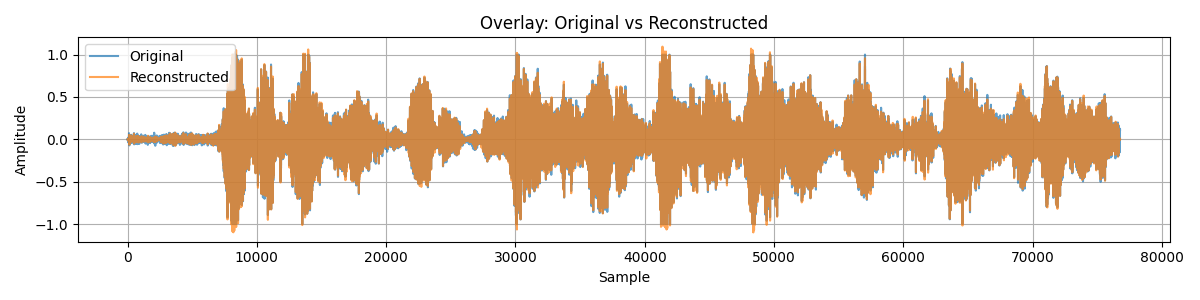 Overlay: Original vs Reconstructed
Original
Reconstructed
Amplitude
1.0
0.5
0.0
−0.5
−1.0
0 10000 20000 30000 40000 50000 60000 70000 80000
Sample